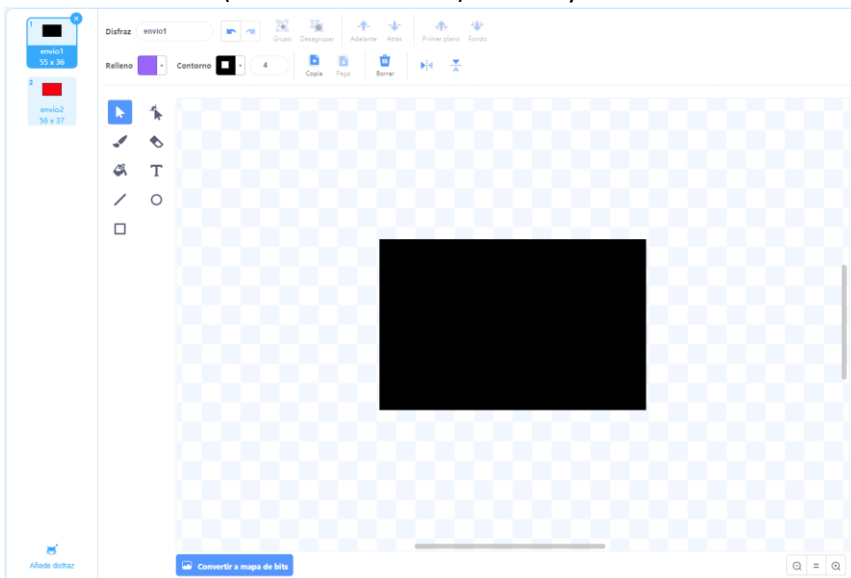 1
envio1
55 x 36
2
envio2
56 x 37
Añade disfraz
Disfraz envio1
Grupo Desagrupar Adelante Atrás Primer plano Fondo
Relleno Contorno 4
Copia Pega Borrar
T
Convertir a mapa de bits